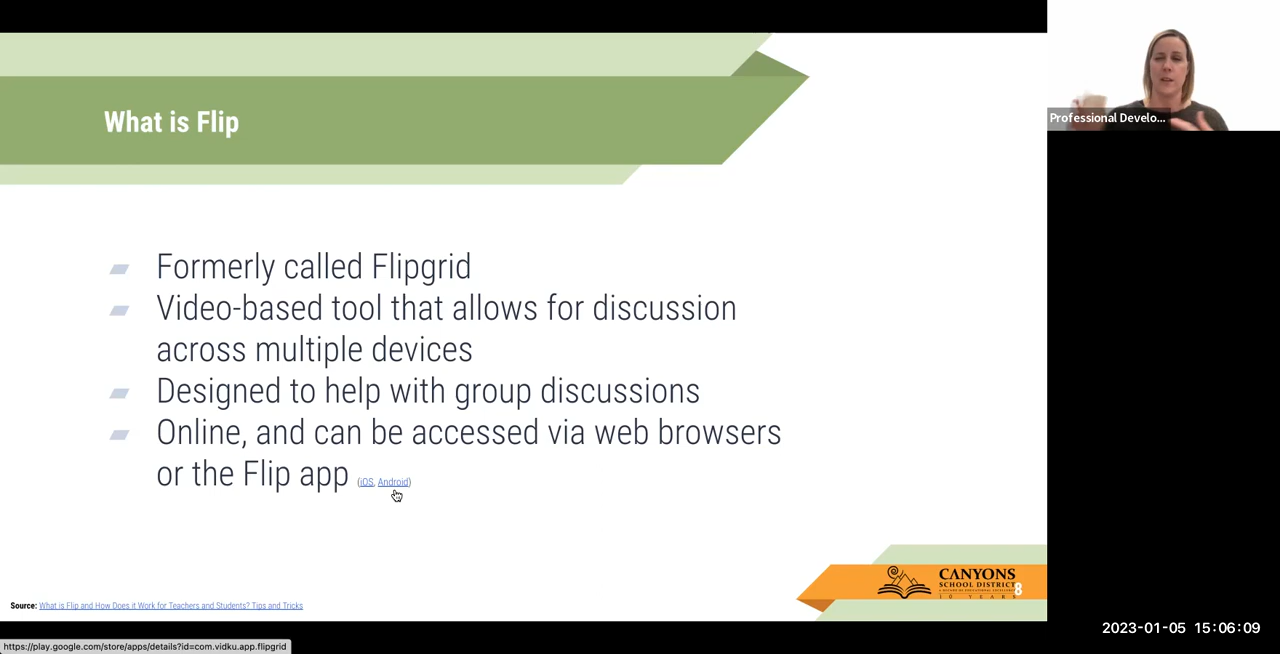 What is Flip
Professional Develo...
Formerly called Flipgrid
Video-based tool that allows for discussion
across multiple devices
Designed to help with group discussions
Online, and can be accessed via web browsers
or the Flip app (iOS, Android)
CANYONS
SCHOOL DISTRICT
10 YEARS
8
Source: What is Flip and How Does it Work for Teachers and Students? Tips and Tricks
2023-01-05 15:06:09
https://play.google.com/store/apps/details?id=com.vidku.app.flipgrid